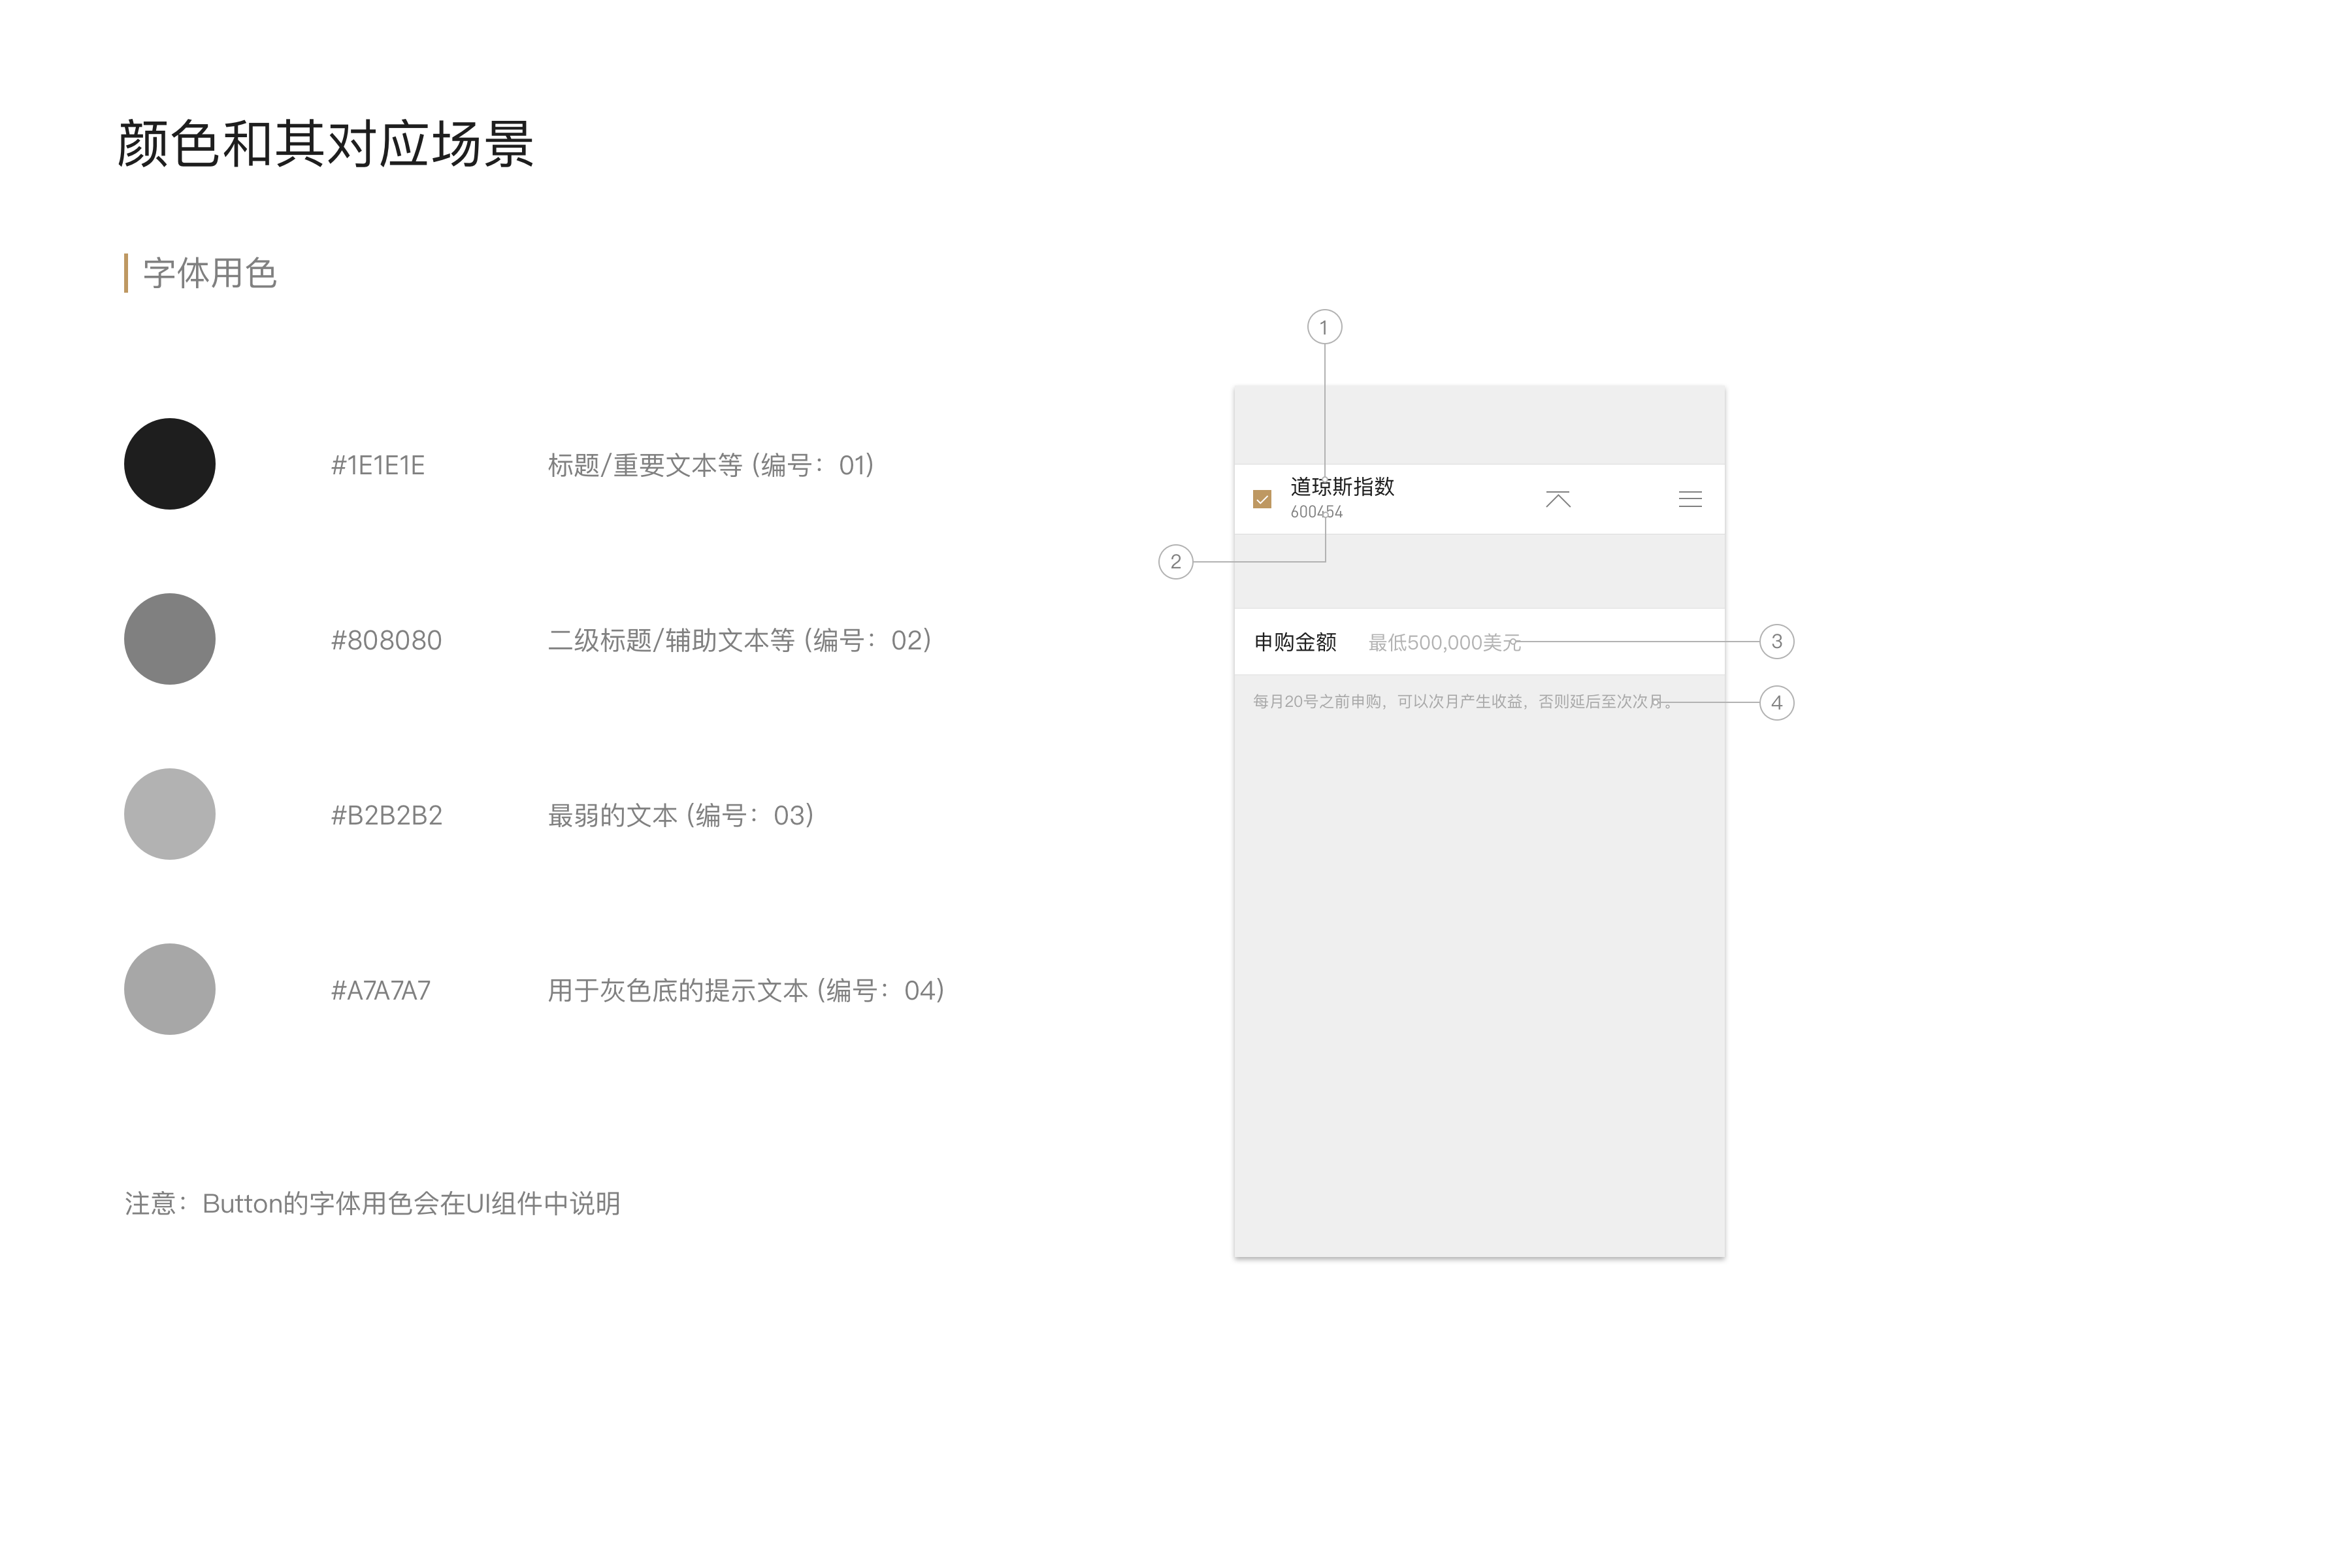 颜色和其对应场景
字体用色
#1E1E1E 标题/重要文本等 (编号：01)
#808080 二级标题/辅助文本等 (编号：02)
#B2B2B2 最弱的文本 (编号：03)
#A7A7A7 用于灰色底的提示文本 (编号：04)
注意：Button的字体用色会在UI组件中说明
1
道琼斯指数
600454
2
申购金额 最低500,000美元
3
每月20号之前申购，可以次月产生收益，否则延后至次次月。
4